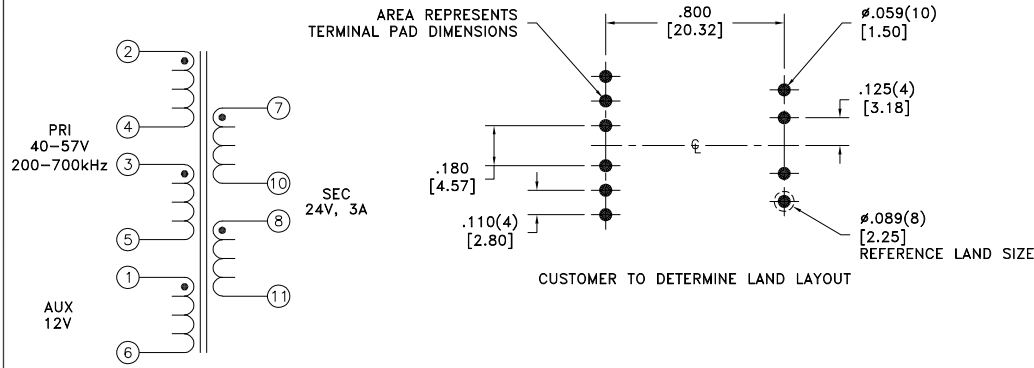 2
4
PRI
40-57V
200-700kHz
3
5
1
AUX
12V
6
7
10
SEC
24V, 3A
8
11
AREA REPRESENTS
TERMINAL PAD DIMENSIONS
.800
[20.32]
ø.059(10)
[1.50]
.125(4)
[3.18]
℄
.180
[4.57]
.110(4)
[2.80]
ø.089(8)
[2.25]
REFERENCE LAND SIZE
CUSTOMER TO DETERMINE LAND LAYOUT